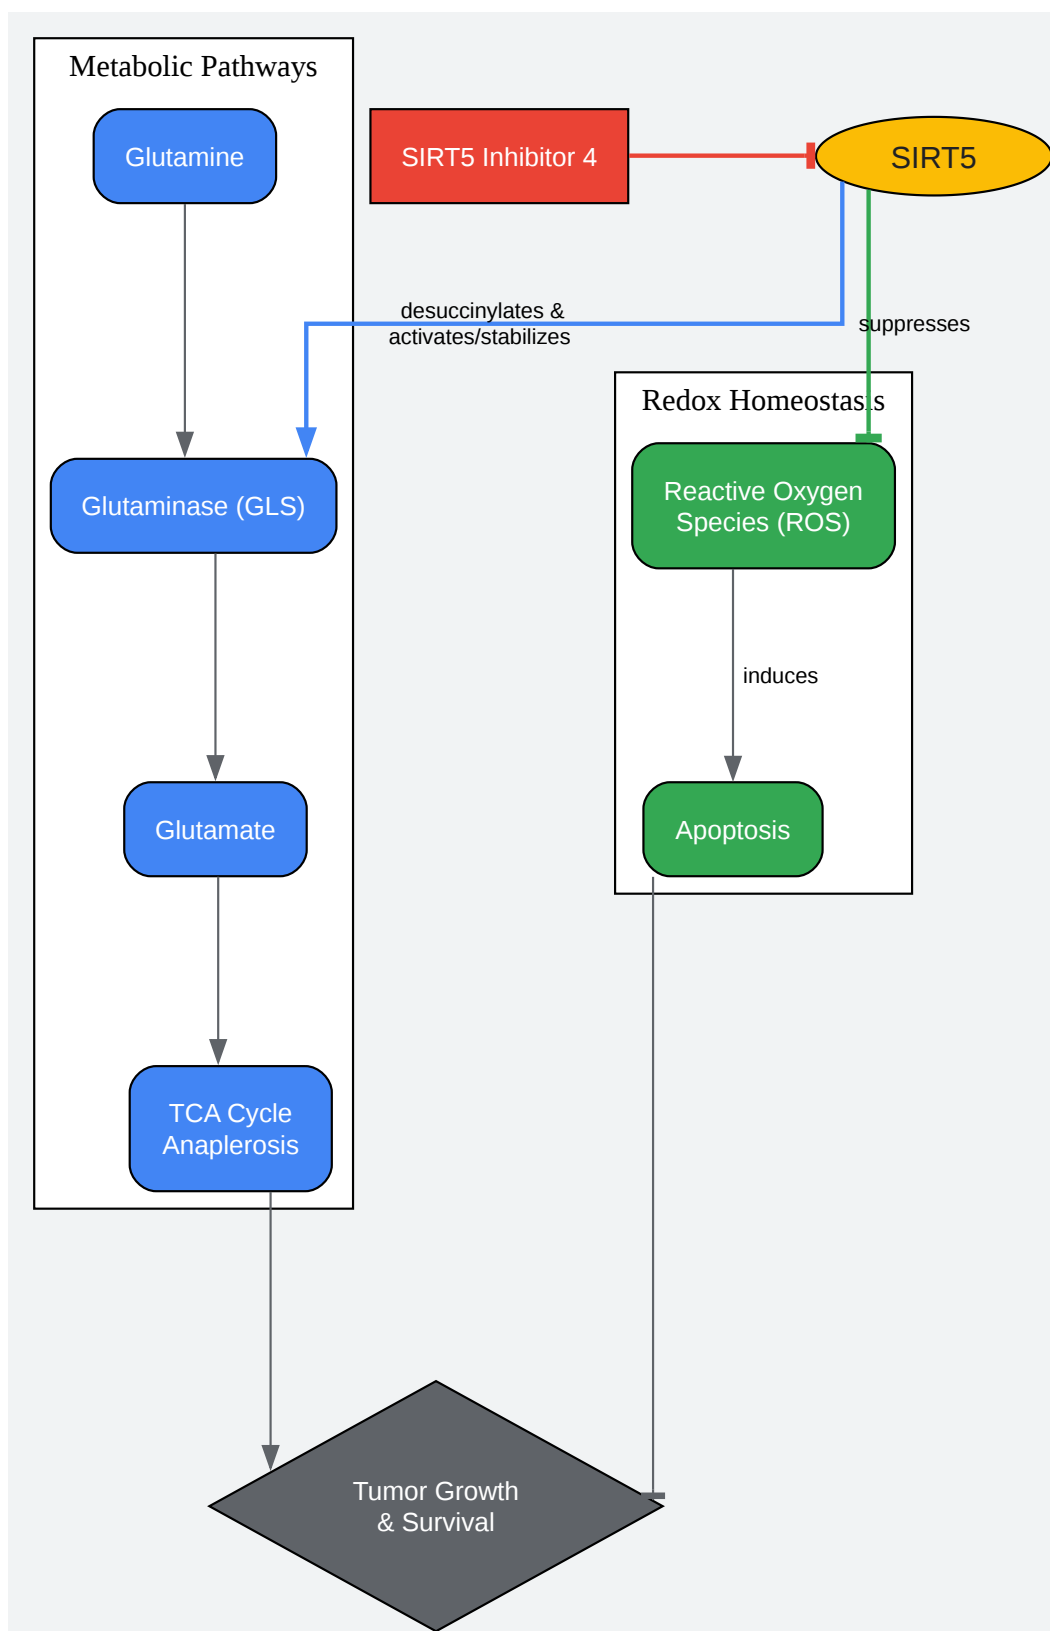 Metabolic Pathways
Glutamine
SIRT5 Inhibitor 4
SIRT5
desuccinylates &
activates/stabilizes
suppresses
Redox Homeostasis
Glutaminase (GLS)
Reactive Oxygen
Species (ROS)
induces
Glutamate
Apoptosis
TCA Cycle
Anaplerosis
Tumor Growth
& Survival